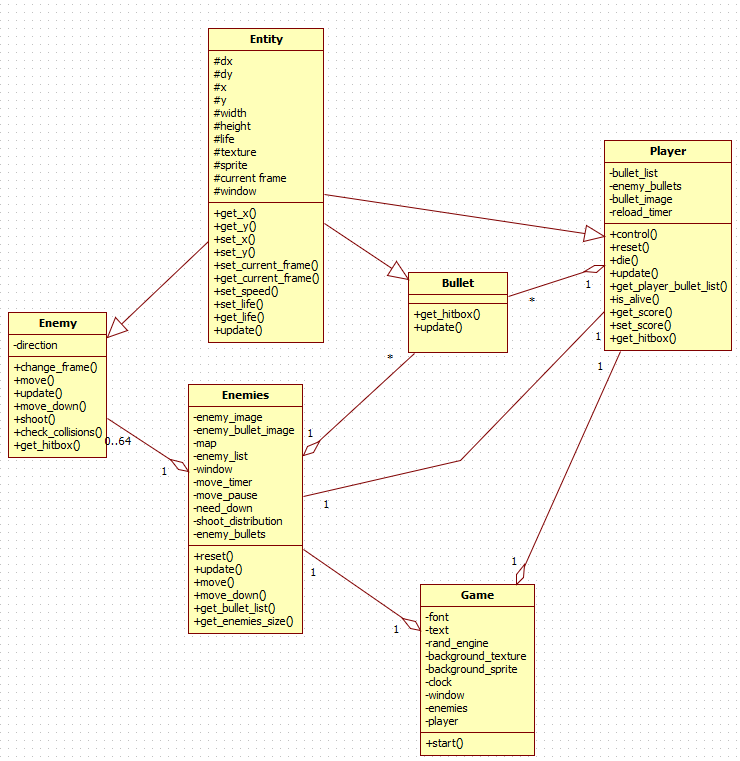 Entity
#dx
#dy
#x
#y
#width
#height
#life
#texture
#sprite
#current frame
#window
+get_x()
+get_y()
+set_x()
+set_y()
+set_current_frame()
+get_current_frame()
+set_speed()
+set_life()
+get_life()
+update()
Player
-bullet_list
-enemy_bullets
-bullet_image
-reload_timer
+control()
+reset()
+die()
+update()
+get_player_bullet_list()
+is_alive()
+get_score()
+set_score()
+get_hitbox()
Bullet
+get_hitbox()
+update()
*
1
1
1
Enemy
-direction
+change_frame()
+move()
+update()
+move_down()
+shoot()
+check_collisions()
+get_hitbox()
0..64
1
*
1
Enemies
-enemy_image
-enemy_bullet_image
-map
-enemy_list
-window
-move_timer
-move_pause
-need_down
-shoot_distribution
-enemy_bullets
+reset()
+update()
+move()
+move_down()
+get_bullet_list()
+get_enemies_size()
1
1
1
1
Game
-font
-text
-rand_engine
-background_texture
-background_sprite
-clock
-window
-enemies
-player
+start()